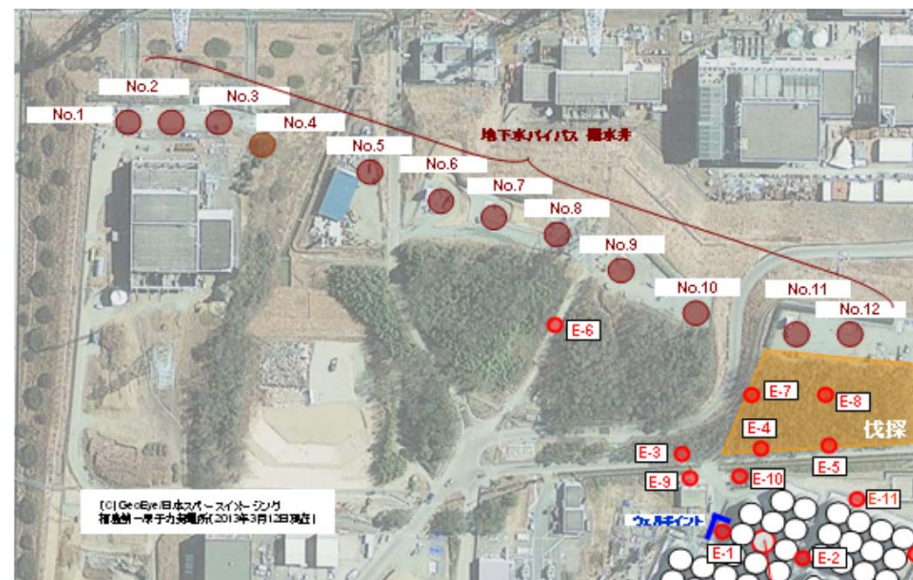 No.1
No.2
No.3
No.4
No.5
No.6
No.7
No.8
No.9
No.10
No.11
No.12
地下水バイパス 揚水井
E-6
E-7
E-8
伐採
E-4
E-5
E-3
E-9
E-10
E-11
ウェルポイント
E-1
E-2
(C)GeoEye/日本スペースイメージング
福島第一原子力発電所(2013年3月12日現在)